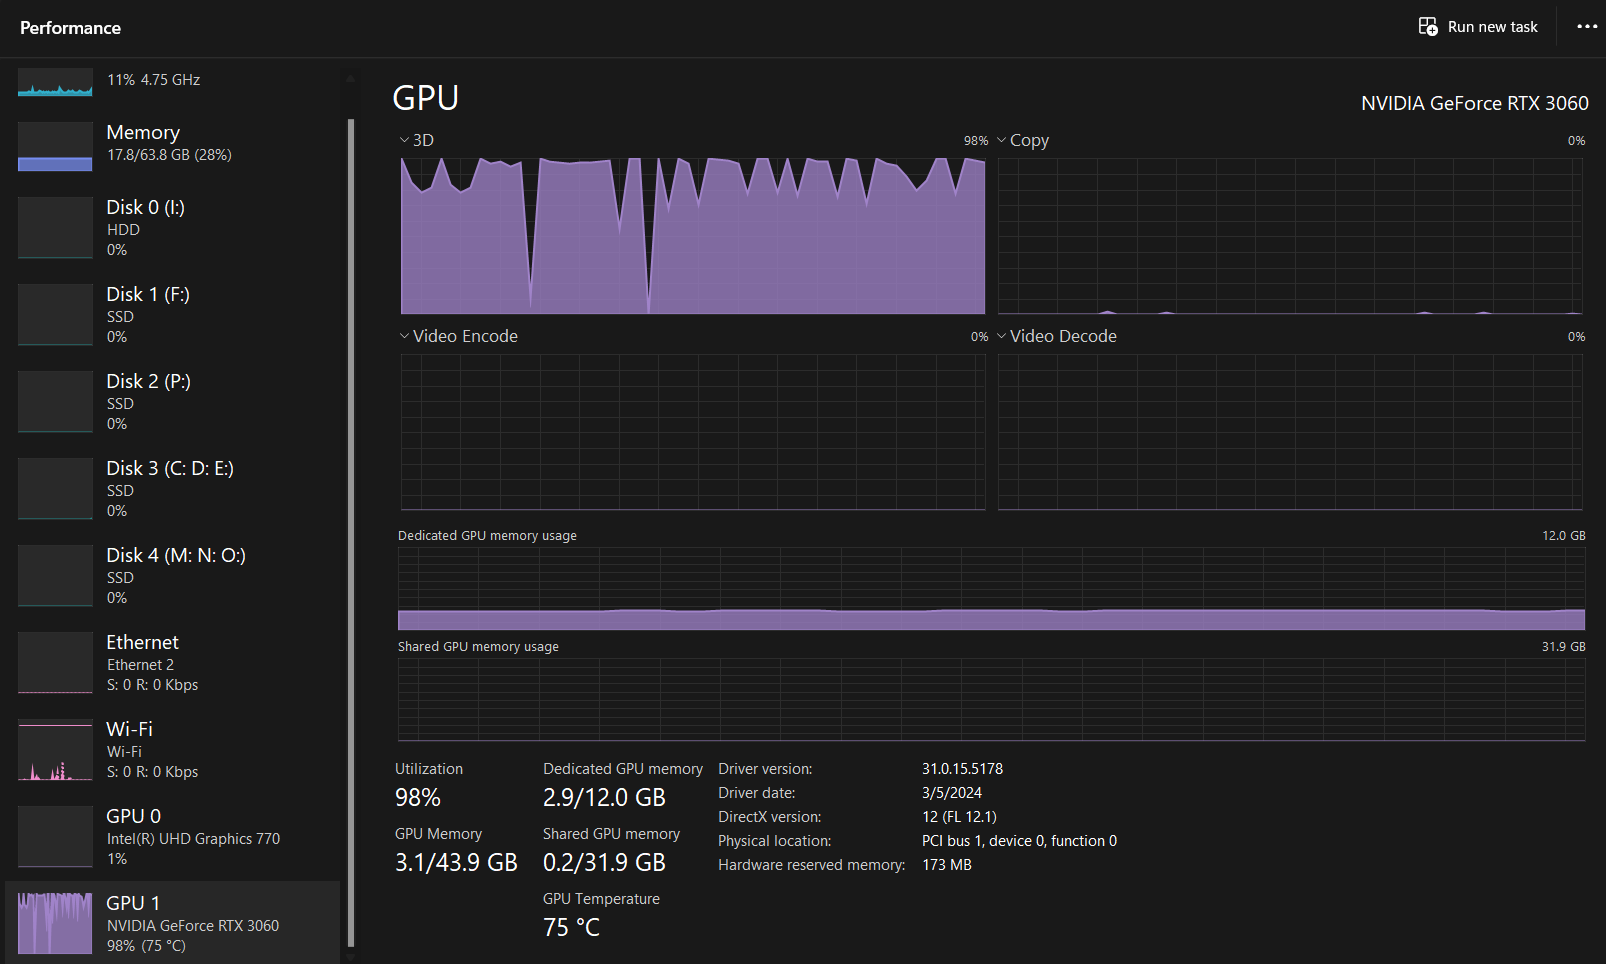 Performance
Run new task
11% 4.75 GHz
Memory
17.8/63.8 GB (28%)
Disk 0 (I:)
HDD
0%
Disk 1 (F:)
SSD
0%
Disk 2 (P:)
SSD
0%
Disk 3 (C: D: E:)
SSD
0%
Disk 4 (M: N: O:)
SSD
0%
Ethernet
Ethernet 2
S: 0 R: 0 Kbps
Wi-Fi
Wi-Fi
S: 0 R: 0 Kbps
GPU 0
Intel(R) UHD Graphics 770
1%
GPU 1
NVIDIA GeForce RTX 3060
98% (75 °C)
GPU
NVIDIA GeForce RTX 3060
3D 98%
Copy 0%
Video Encode 0%
Video Decode 0%
Dedicated GPU memory usage 12.0 GB
Shared GPU memory usage 31.9 GB
Utilization
98%
GPU Memory
3.1/43.9 GB
Dedicated GPU memory
2.9/12.0 GB
Shared GPU memory
0.2/31.9 GB
GPU Temperature
75 °C
Driver version: 31.0.15.5178
Driver date: 3/5/2024
DirectX version: 12 (FL 12.1)
Physical location: PCI bus 1, device 0, function 0
Hardware reserved memory: 173 MB